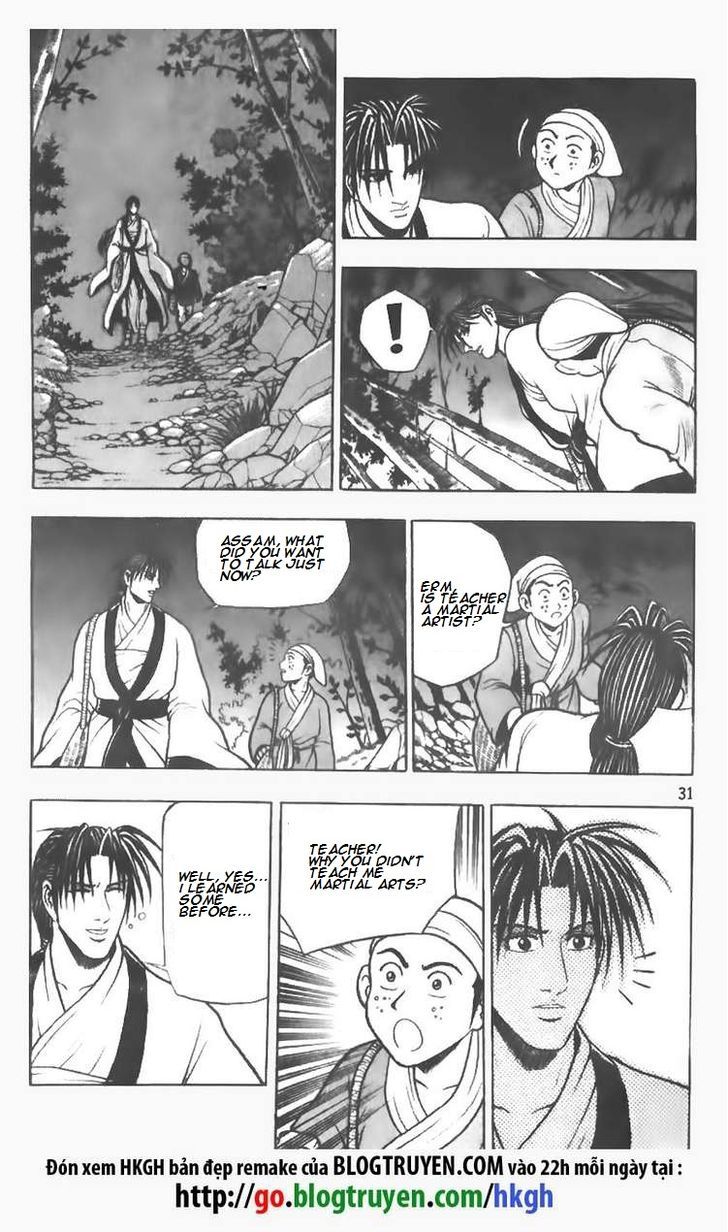 !
ASSAM, WHAT
DID YOU WANT
TO TALK JUST
NOW?
ERM,
IS TEACHER
A MARTIAL
ARTIST?
31
WELL, YES...
I LEARNED
SOME
BEFORE...
TEACHER!
WHY YOU DIDN'T
TEACH ME
MARTIAL ARTS?
Đón xem HKGH bản đẹp remake của BLOGTRUYEN.COM vào 22h mỗi ngày tại :
http://go.blogtruyen.com/hkgh